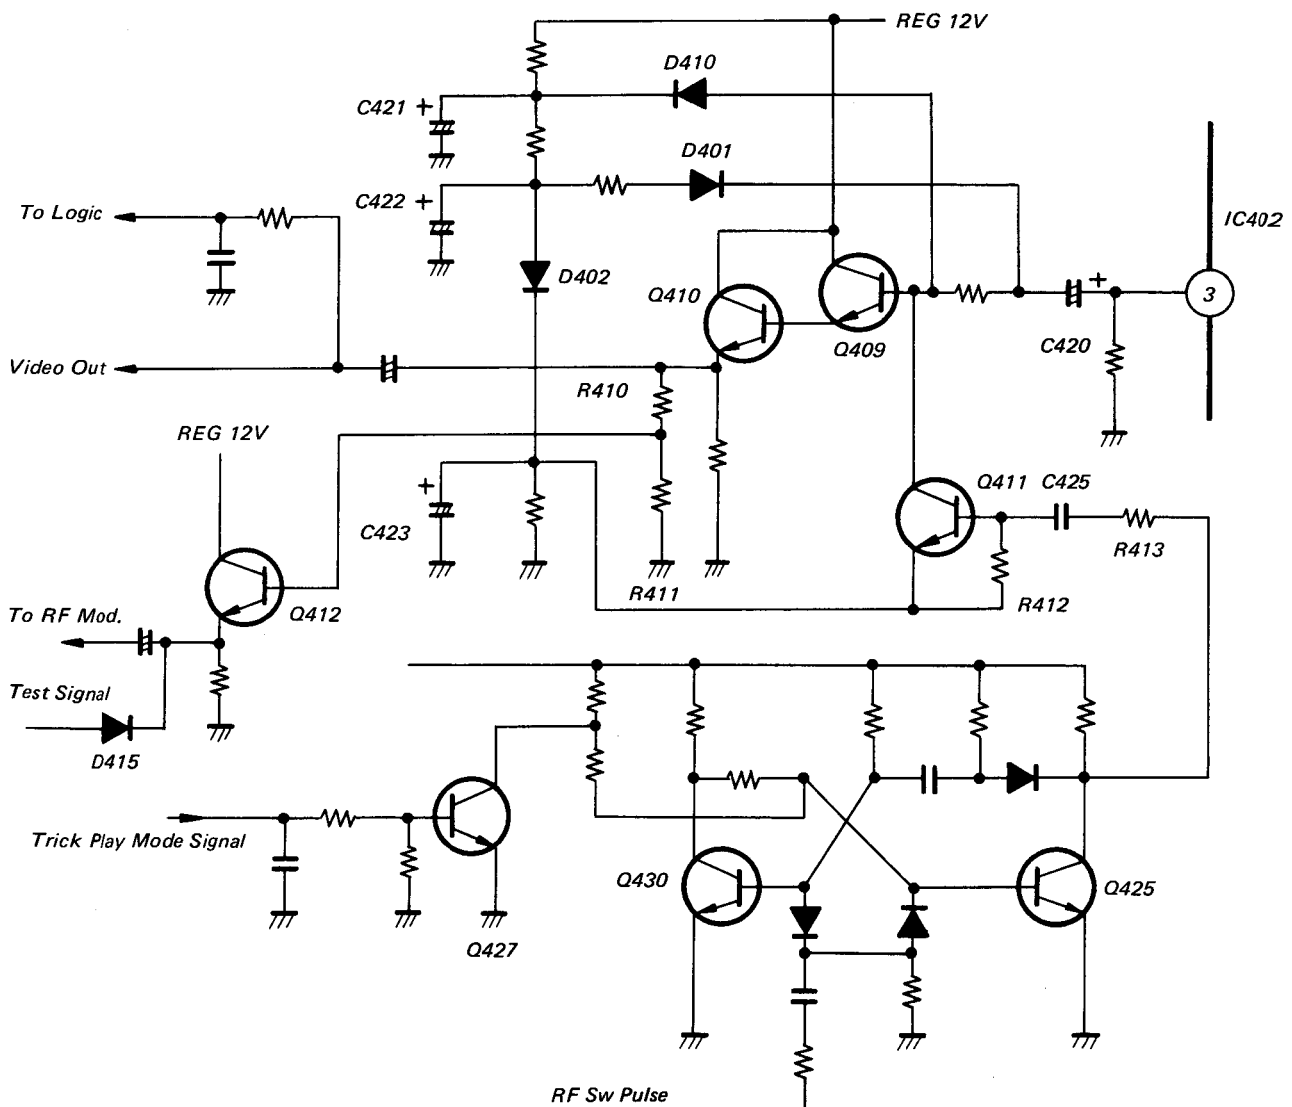 REG 12V
D410
C421 +
D401
To Logic
C422 +
IC402
D402
Q410
3
+
Q409
C420
Video Out
R410
REG 12V
+
Q411 C425
C423
R413
R411
R412
Q412
To RF Mod.
Test Signal
D415
Trick Play Mode Signal
Q430
Q425
Q427
RF Sw Pulse